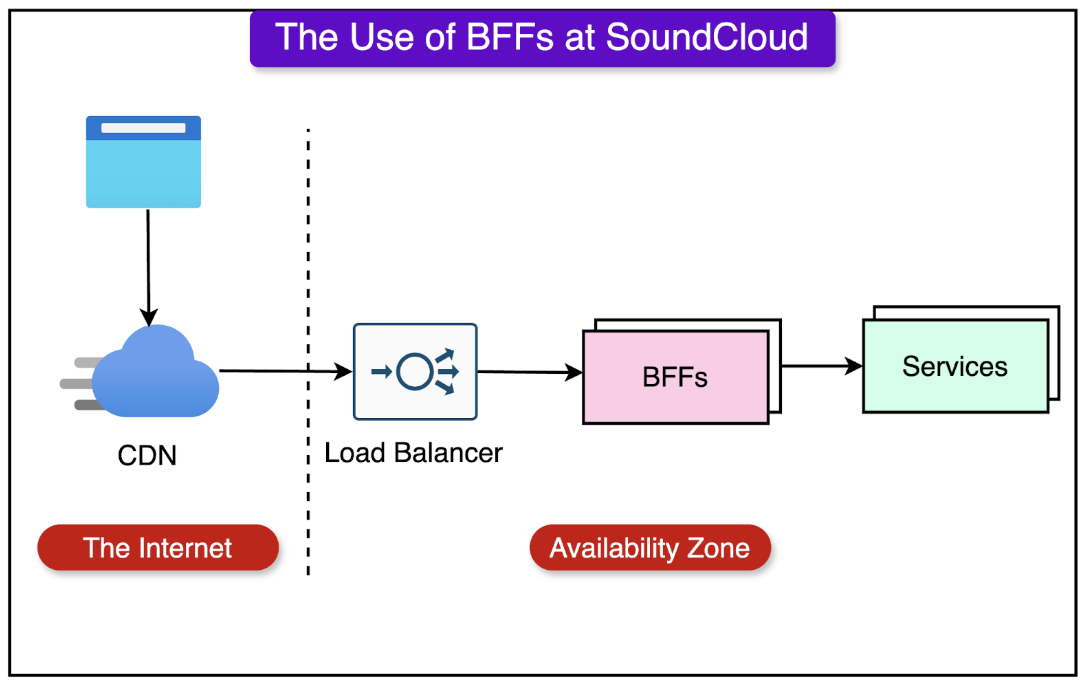 The Use of BFFs at SoundCloud
BFFs
Services
CDN
Load Balancer
The Internet
Availability Zone